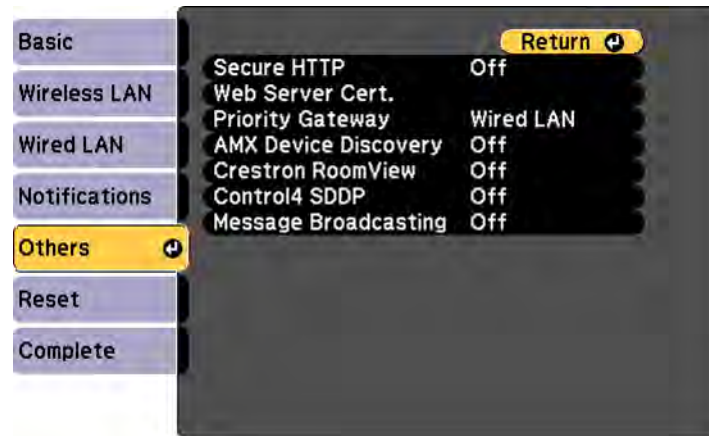 Basic
Wireless LAN
Wired LAN
Notifications
Others
Reset
Complete
Return
Secure HTTP Off
Web Server Cert.
Priority Gateway Wired LAN
AMX Device Discovery Off
Crestron RoomView Off
Control4 SDDP Off
Message Broadcasting Off